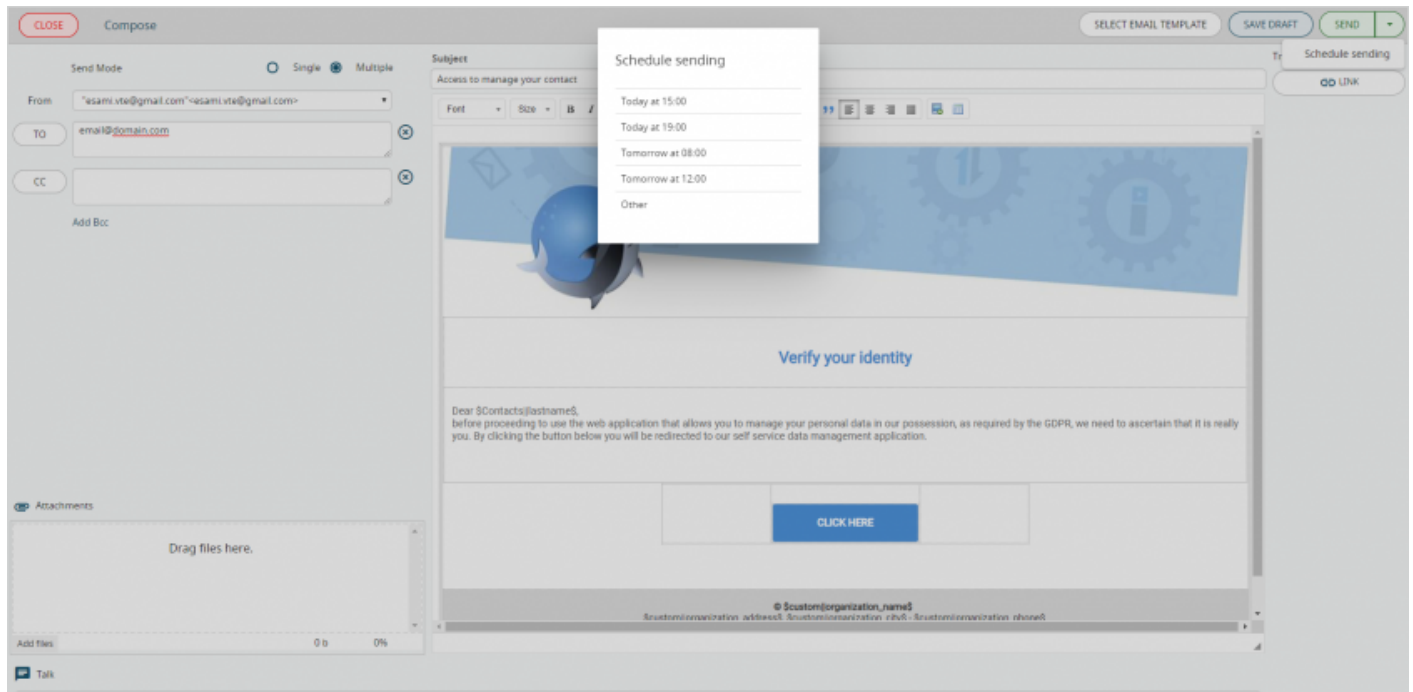 CLOSE
Compose
SELECT EMAIL TEMPLATE
SAVE DRAFT
SEND
Schedule sending
LINK
Send Mode
Single
Multiple
From
"esami.vte@gmail.com"<esami.vte@gmail.com>
TO
email@domain.com
CC
Add Bcc
Subject
Access to manage your contact
Font
Size
B
I
Schedule sending
Today at 15:00
Today at 19:00
Tomorrow at 08:00
Tomorrow at 12:00
Other
Verify your identity
Dear $Contacts||lastname$,
before proceeding to use the web application that allows you to manage your personal data in our possession, as required by the GDPR, we need to ascertain that it is really
you. By clicking the button below you will be redirected to our self service data management application.
CLICK HERE
© $custom||organization_name$
$custom||organization_address$, $custom||organization_city$ - $custom||organization_phone$
Attachments
Drag files here.
Add files
0 b
0%
Talk